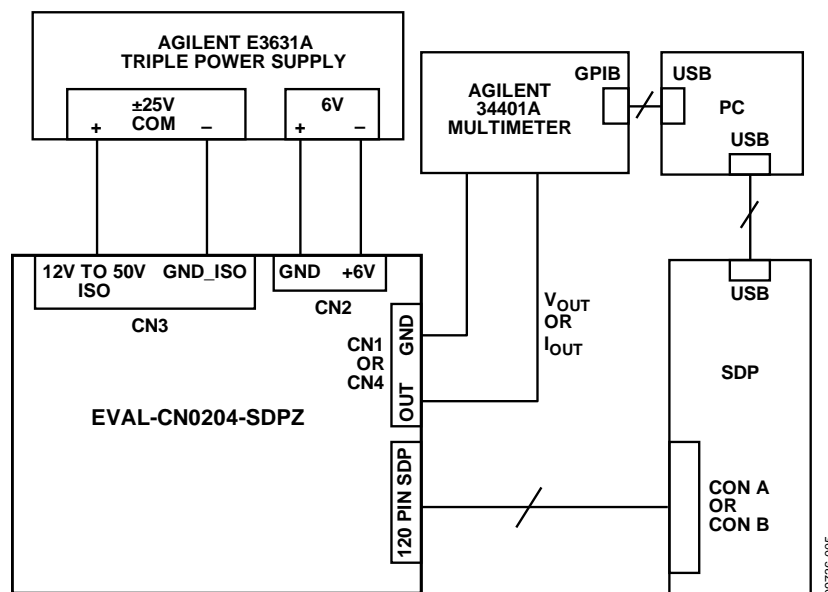 AGILENT E3631A
TRIPLE POWER SUPPLY
±25V
+ COM −
6V
+ −
AGILENT
34401A
MULTIMETER
GPIB
USB
PC
USB
12V TO 50V
ISO
GND_ISO
CN3
GND +6V
CN2
CN1
OR
CN4
GND
OUT
VOUT
OR
IOUT
USB
SDP
EVAL-CN0204-SDPZ
120 PIN SDP
CON A
OR
CON B